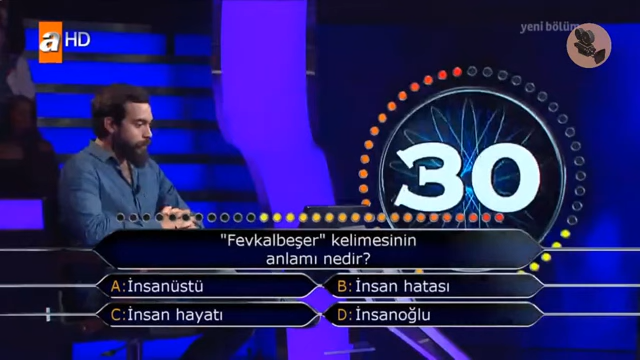 a HD
yeni bölüm
30
"Fevkalbeşer" kelimesinin
anlamı nedir?
A:İnsanüstü
B:İnsan hatası
C:İnsan hayatı
D:İnsanoğlu